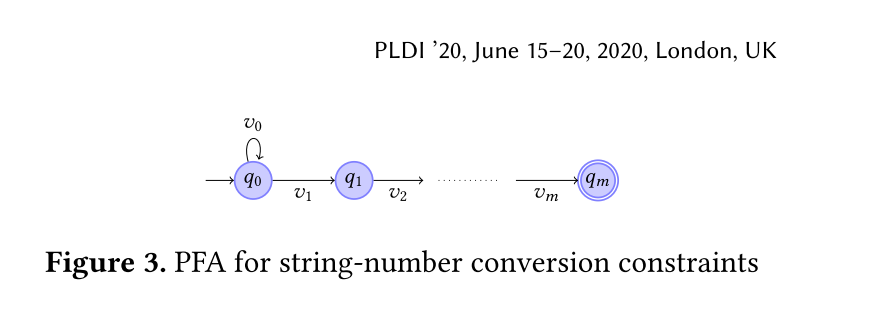 PLDI ’20, June 15–20, 2020, London, UK
v0
q0 q1 qm
v1 v2 vm
Figure 3. PFA for string-number conversion constraints